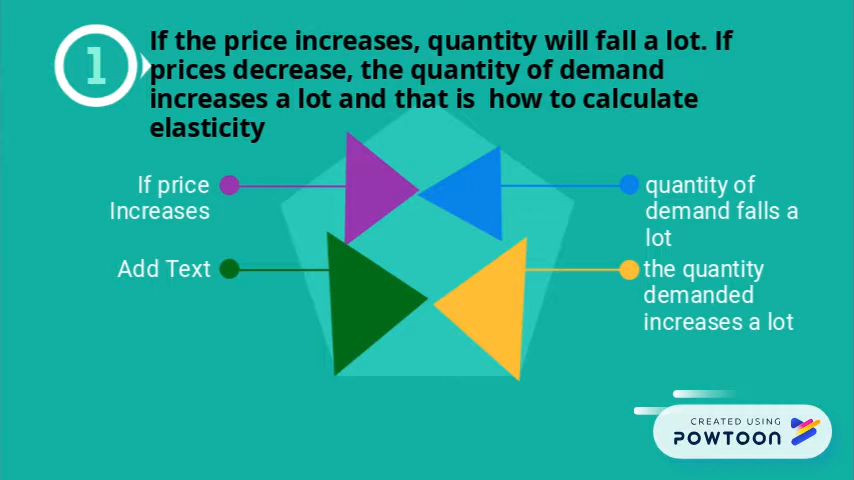 1
If the price increases, quantity will fall a lot. If
prices decrease, the quantity of demand
increases a lot and that is  how to calculate
elasticity
If price
Increases
quantity of
demand falls a
lot
Add Text
the quantity
demanded
increases a lot
CREATED USING
POWTOON